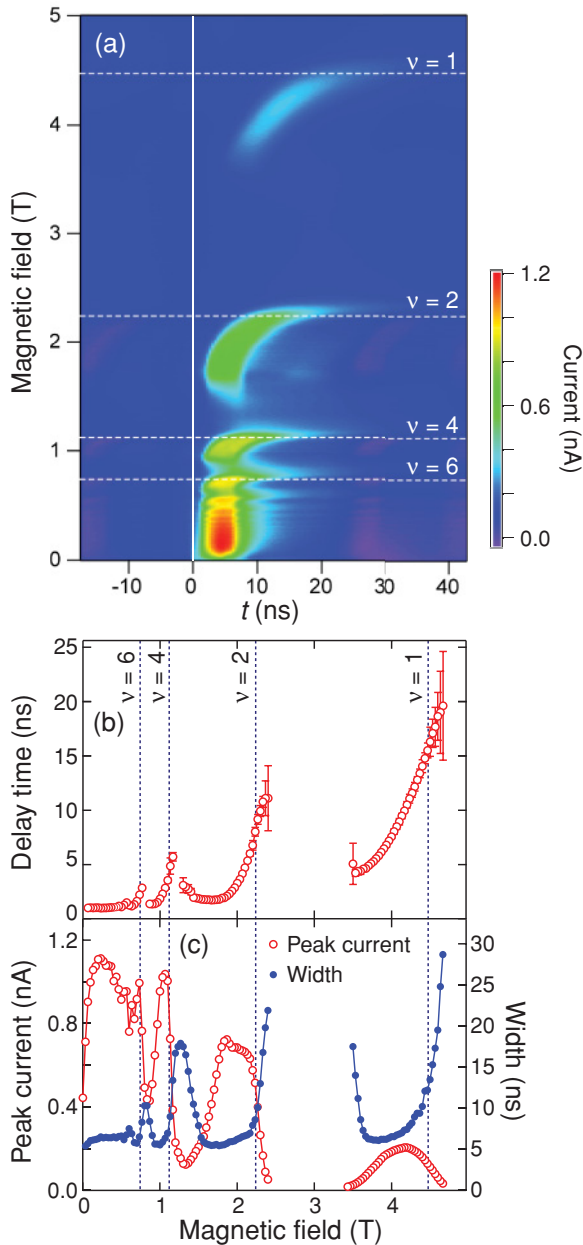 (a)
5
4
3
2
1
0
Magnetic field (T)
ν = 1
ν = 2
ν = 4
ν = 6
-10
0
10
20
30
40
t (ns)
1.2
0.6
0.0
Current (nA)
(b)
25
20
15
10
5
0
Delay time (ns)
ν = 6
ν = 4
ν = 2
ν = 1
(c)
Peak current
Width
1.2
0.8
0.4
0.0
Peak current (nA)
30
25
20
15
10
5
0
Width (ns)
0
1
2
3
4
Magnetic field (T)